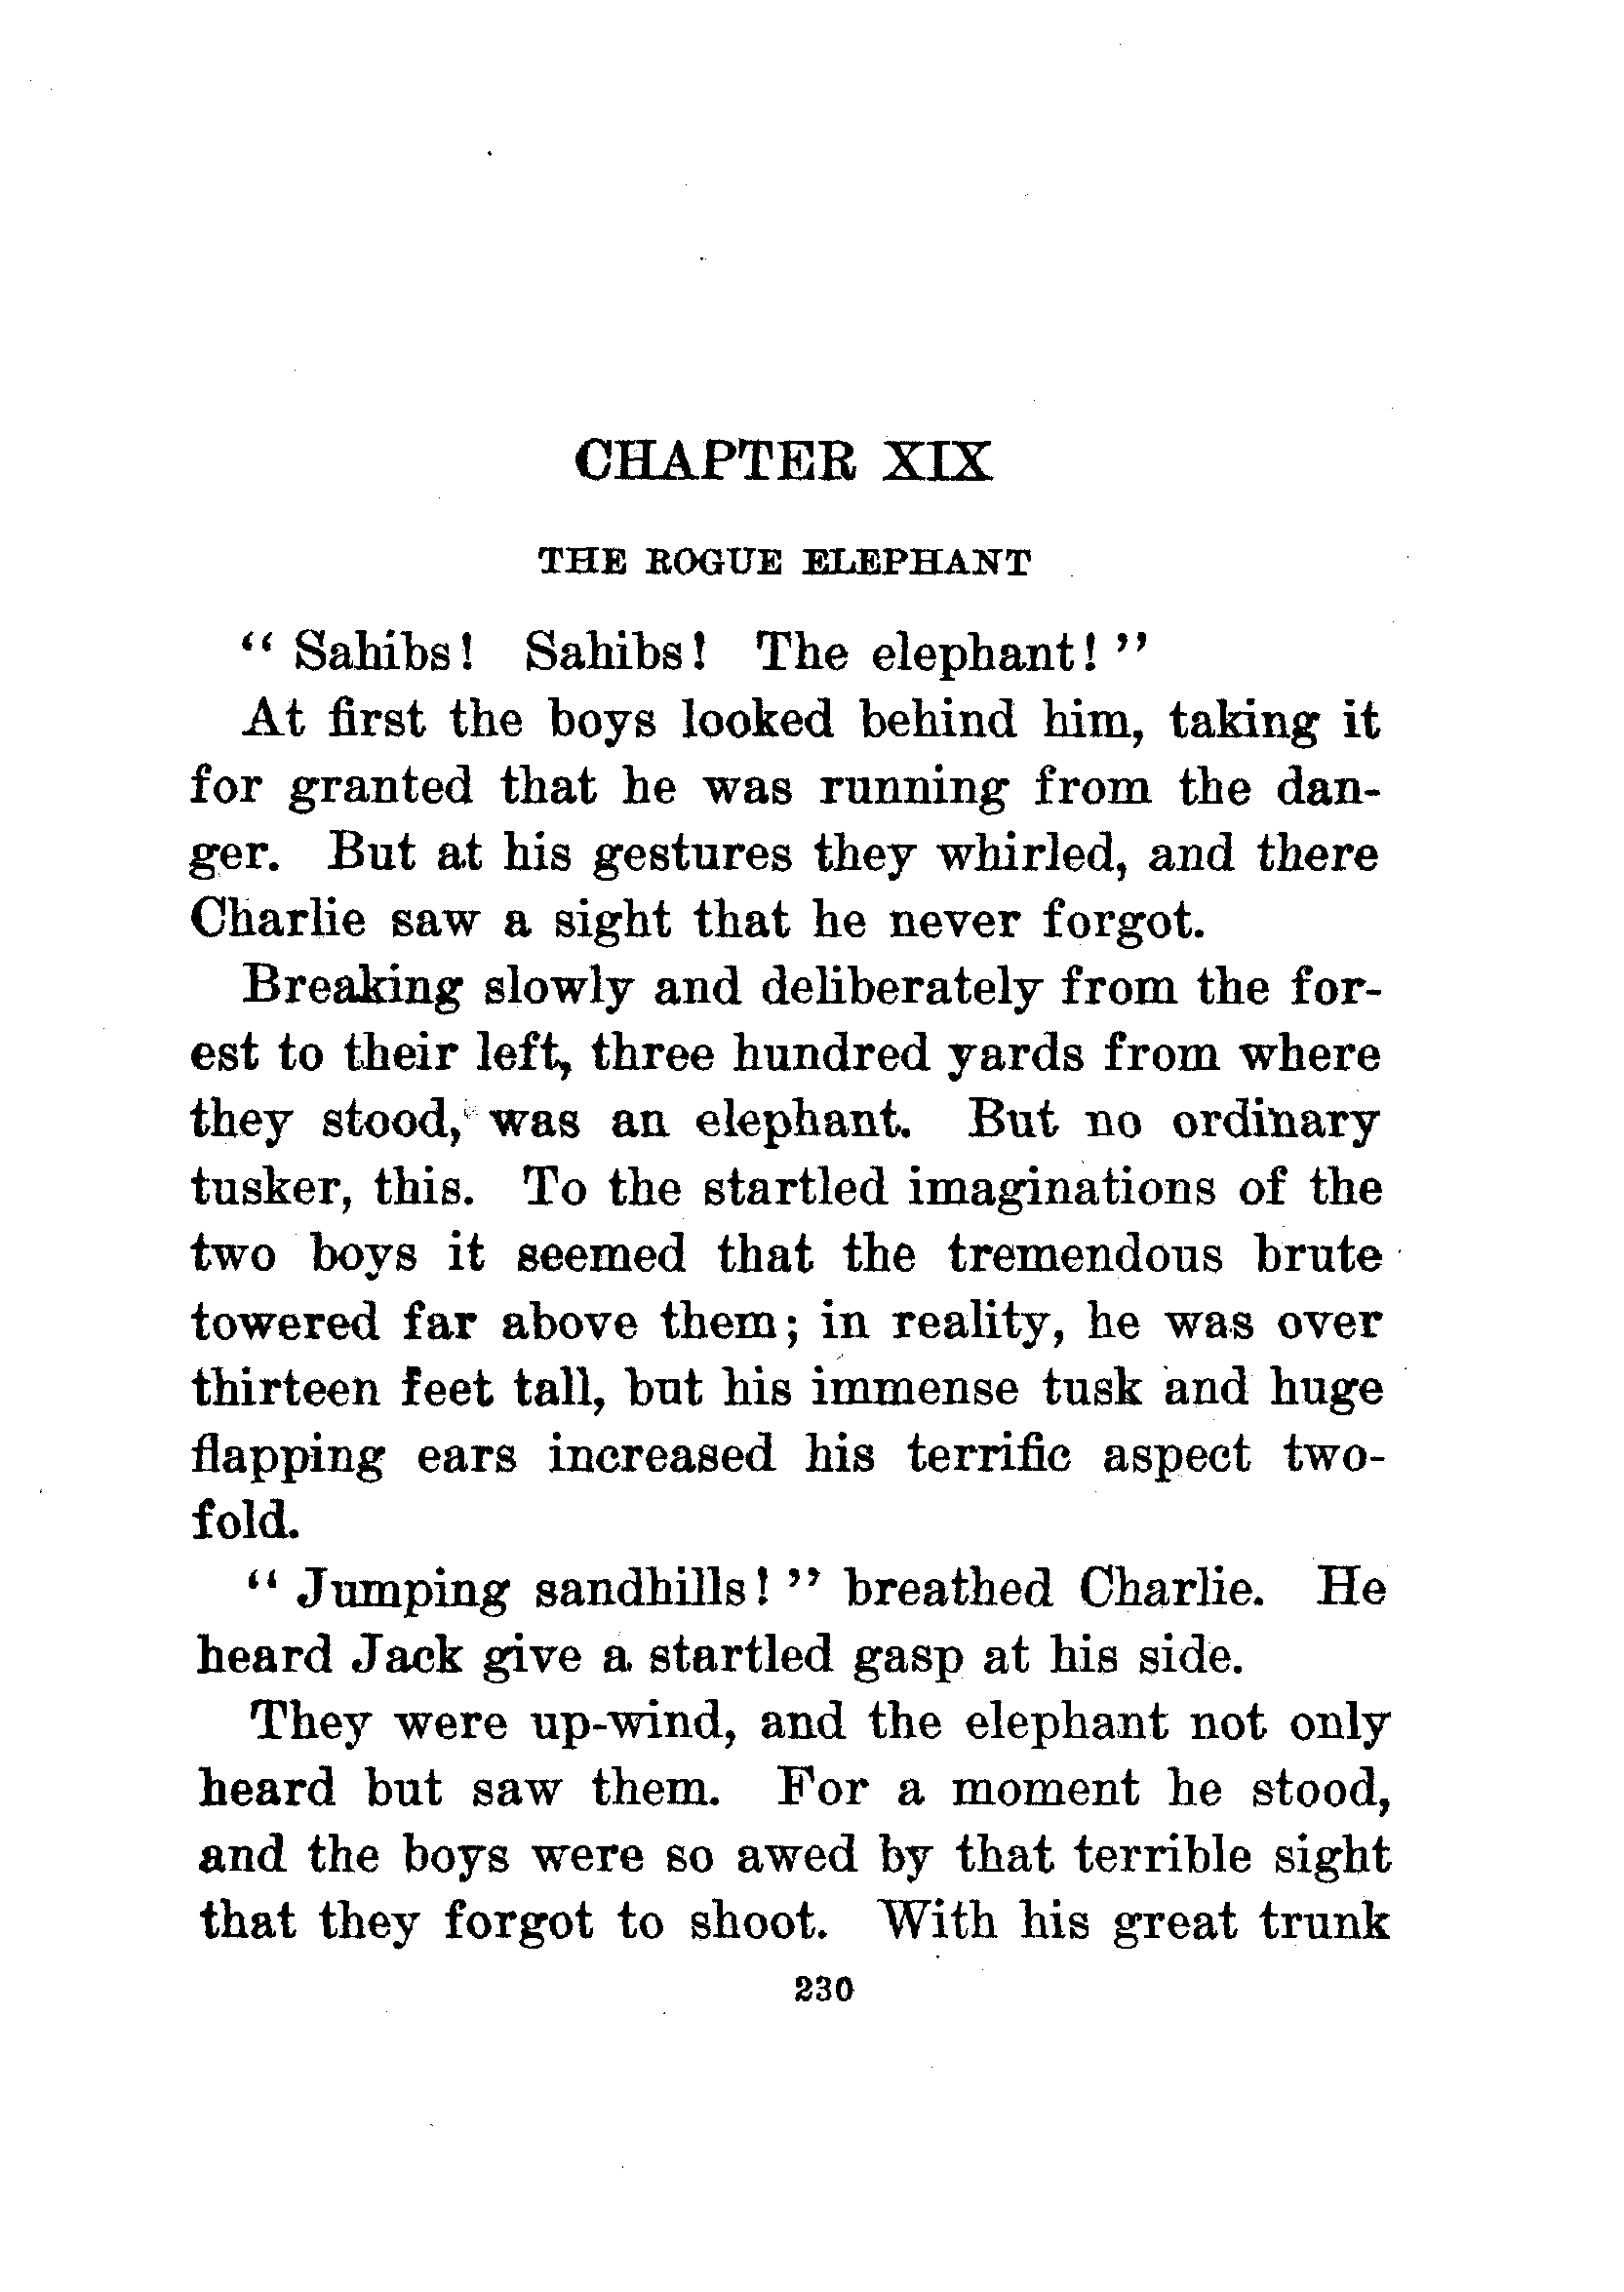 CHAPTER XIX
THE ROGUE ELEPHANT
“ Sahibs! Sahibs! The elephant! ”
At first the boys looked behind him, taking it
for granted that he was running from the dan-
ger. But at his gestures they whirled, and there
Charlie saw a sight that he never forgot.
Breaking slowly and deliberately from the for-
est to their left, three hundred yards from where
they stood, was an elephant. But no ordinary
tusker, this. To the startled imaginations of the
two boys it seemed that the tremendous brute
towered far above them; in reality, he was over
thirteen feet tall, but his immense tusk and huge
flapping ears increased his terrific aspect two-
fold.
“ Jumping sandhills! ” breathed Charlie. He
heard Jack give a startled gasp at his side.
They were up-wind, and the elephant not only
heard but saw them. For a moment he stood,
and the boys were so awed by that terrible sight
that they forgot to shoot. With his great trunk
230